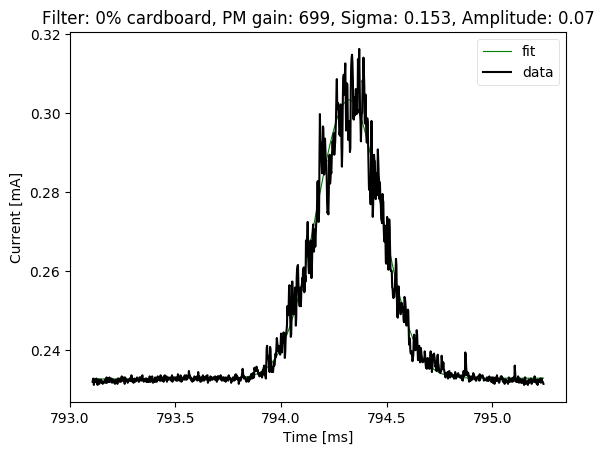 Filter: 0% cardboard, PM gain: 699, Sigma: 0.153, Amplitude: 0.07
fit
data
0.32
0.30
0.28
0.26
0.24
Current [mA]
793.0 793.5 794.0 794.5 795.0
Time [ms]